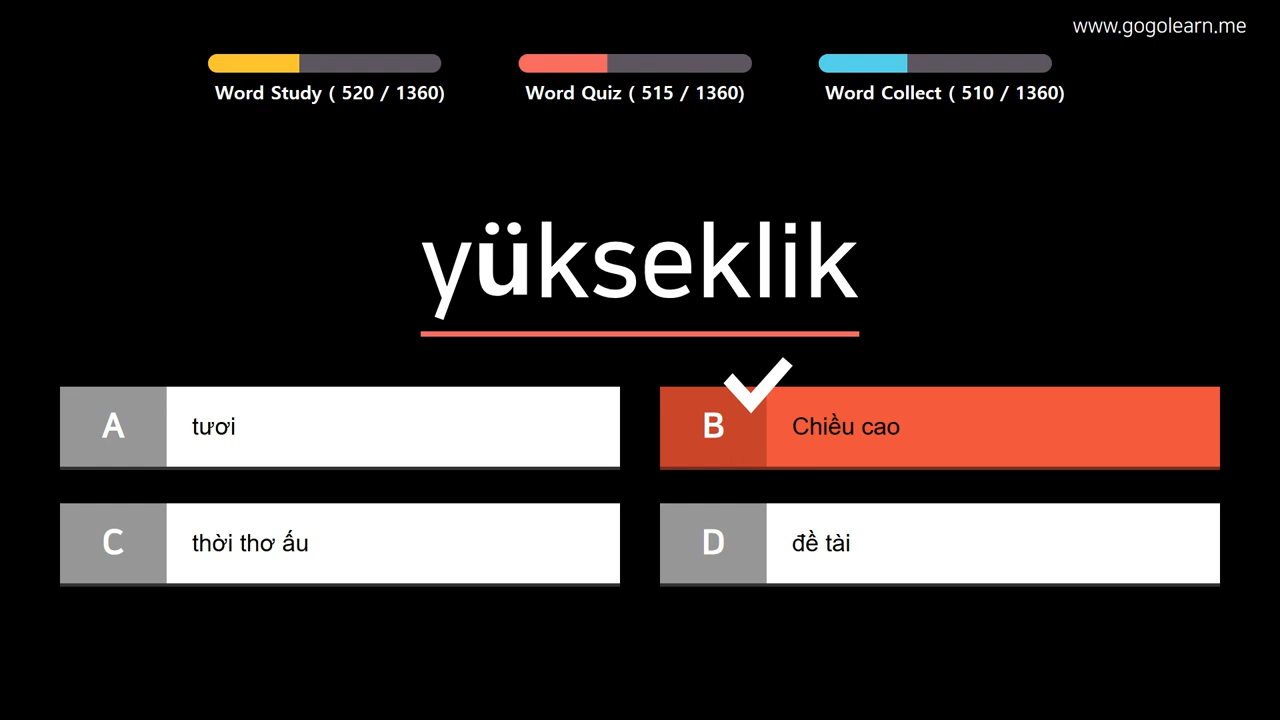 www.gogolearn.me
Word Study ( 520 / 1360)
Word Quiz ( 515 / 1360)
Word Collect ( 510 / 1360)
yükseklik
A
tươi
B
Chiều cao
C
thời thơ ấu
D
đề tài